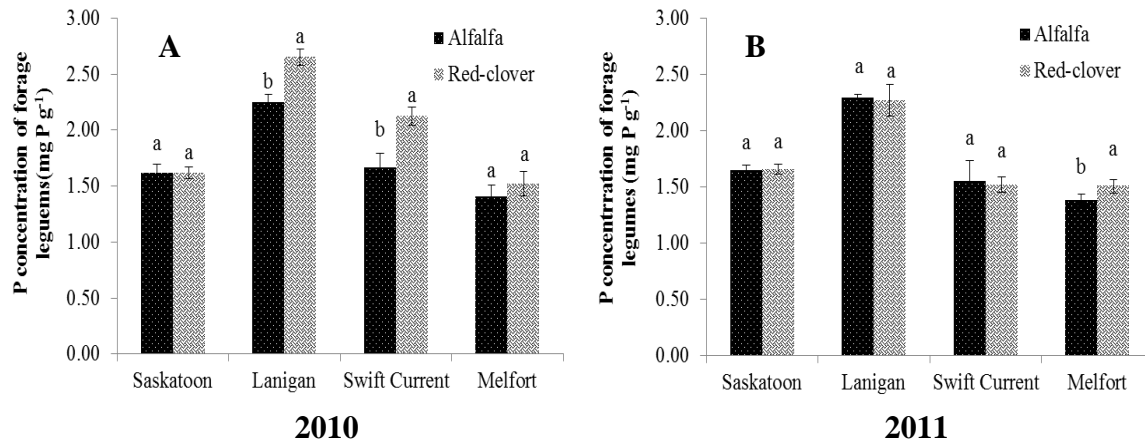 P concentration of forage
leguems(mg P g-1)
3.00
2.50
2.00
1.50
1.00
0.50
0.00
A
Alfalfa
Red-clover
a a
b a
b a
a a
Saskatoon Lanigan Swift Current Melfort
2010
P concentrration of forage
legumes (mg P g-1)
3.00
2.50
2.00
1.50
1.00
0.50
0.00
B
Alfalfa
Red-clover
a a
a a
a a
b a
Saskatoon Lanigan Swift Current Melfort
2011